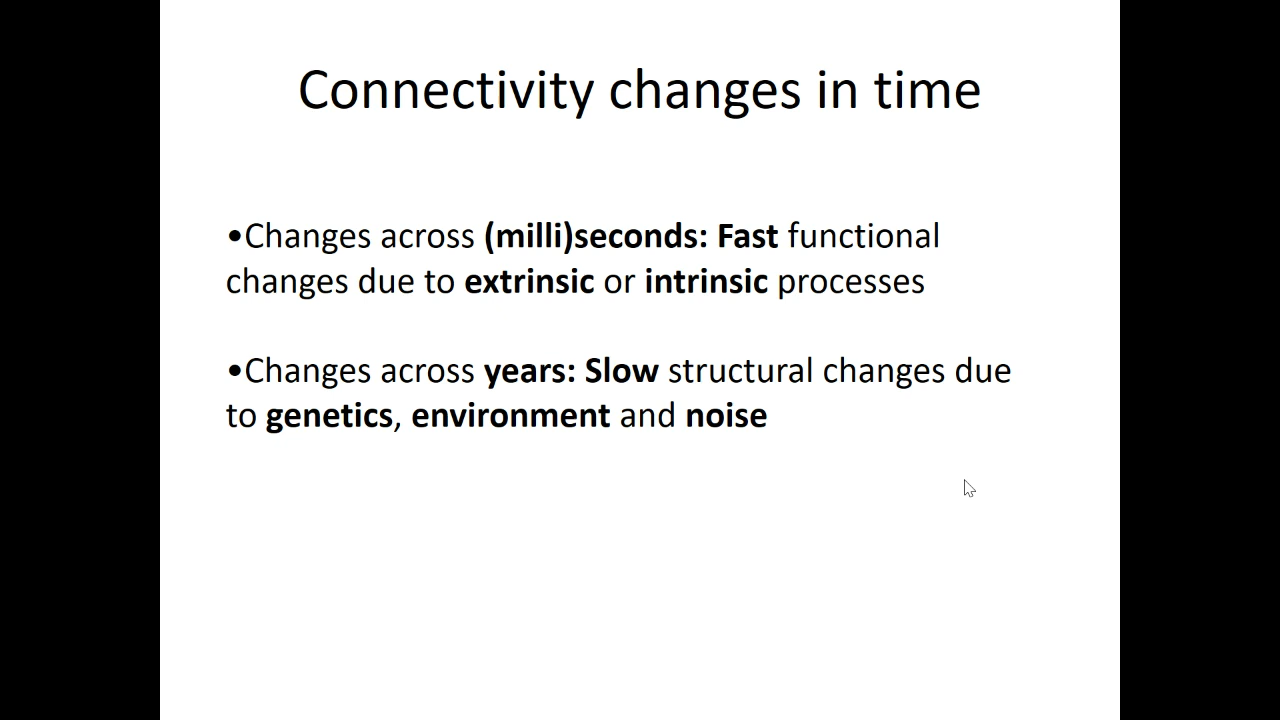 Connectivity changes in time
•Changes across (milli)seconds: Fast functional
changes due to extrinsic or intrinsic processes
•Changes across years: Slow structural changes due
to genetics, environment and noise